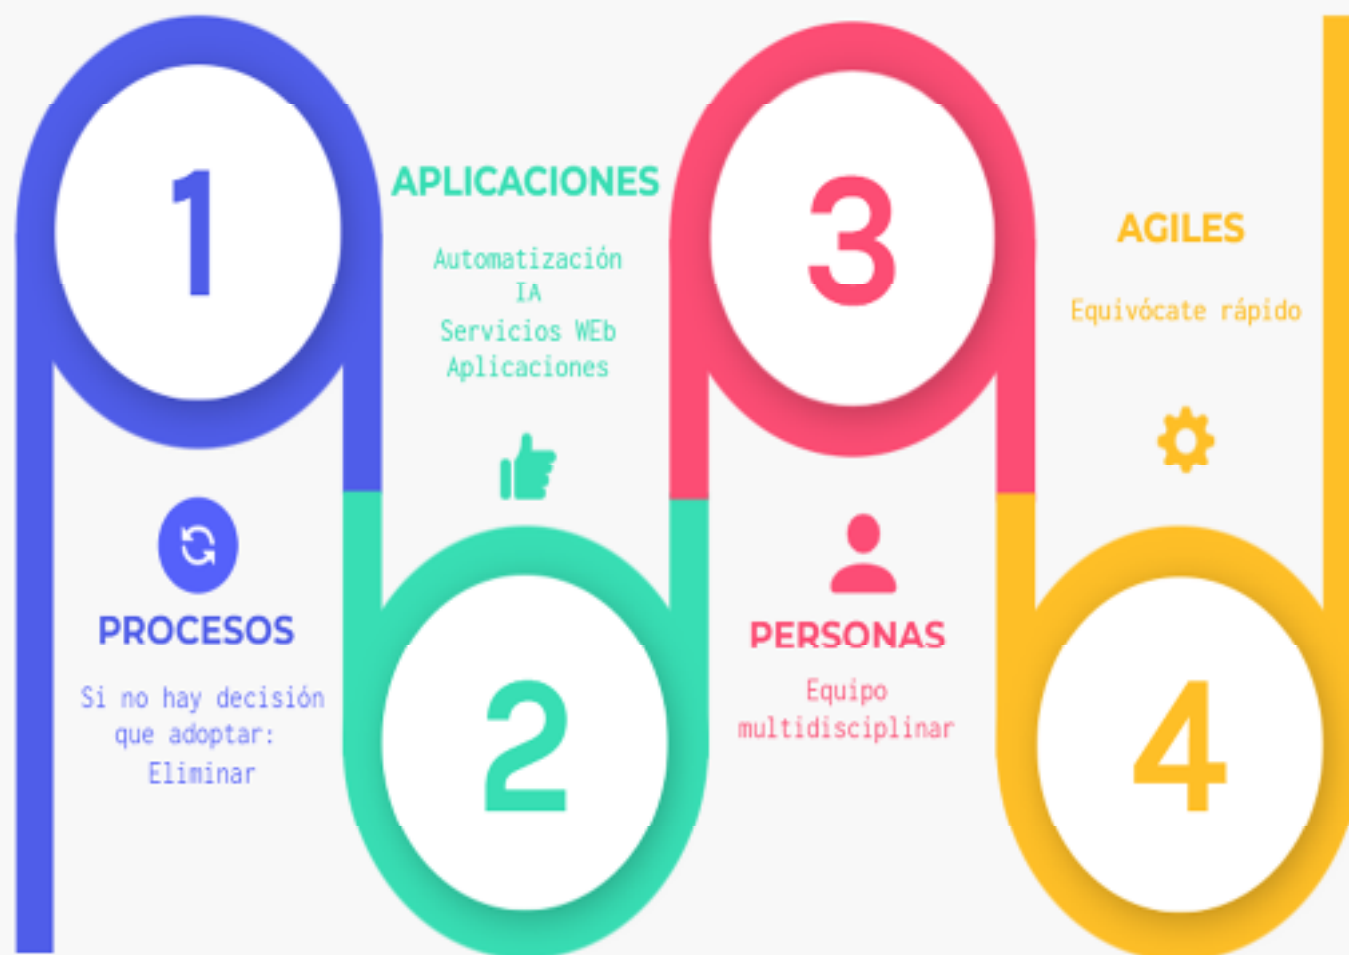 1
PROCESOS
Si no hay decisión
que adoptar:
Eliminar
APLICACIONES
Automatización
IA
Servicios WEb
Aplicaciones
2
3
PERSONAS
Equipo
multidisciplinar
AGILES
Equivócate rápido
4